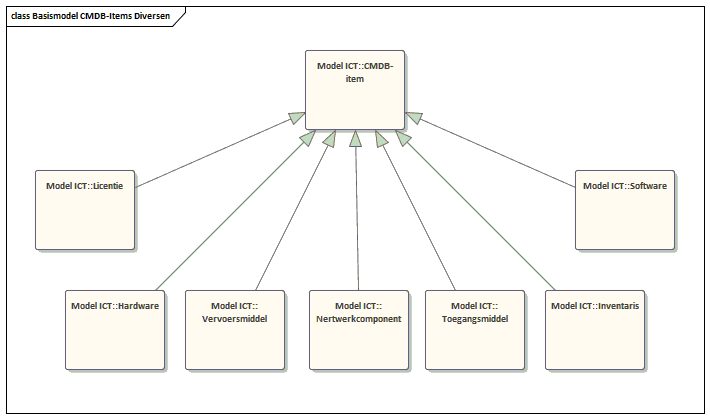 class Basismodel CMDB-Items Diversen
Model ICT::CMDB-
item
Model ICT::Licentie
Model ICT::Software
Model ICT::Hardware
Model ICT::
Vervoersmiddel
Model ICT::
Nertwerkcomponent
Model ICT::
Toegangsmiddel
Model ICT::Inventaris